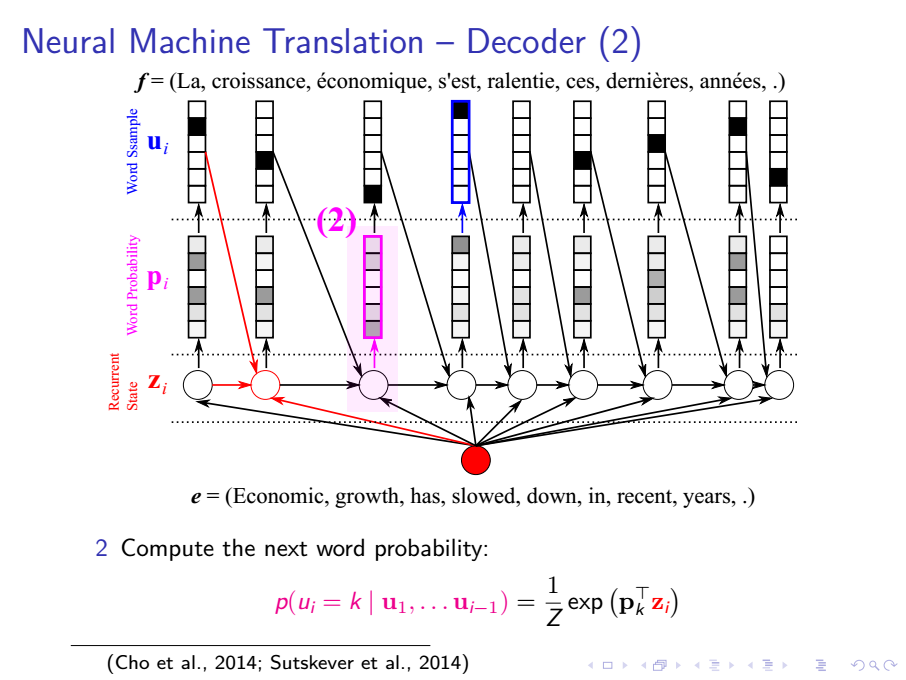 Neural Machine Translation – Decoder (2)
f = (La, croissance, économique, s'est, ralentie, ces, dernières, années, .)
Word Ssample
u_i
(2)
Word Probability
p_i
Recurrent
State
z_i
e = (Economic, growth, has, slowed, down, in, recent, years, .)
2 Compute the next word probability:
p(u_i = k | u_1, . . . u_{i−1}) = \frac{1}{Z} exp (p_k^⊤ z_i)
(Cho et al., 2014; Sutskever et al., 2014)